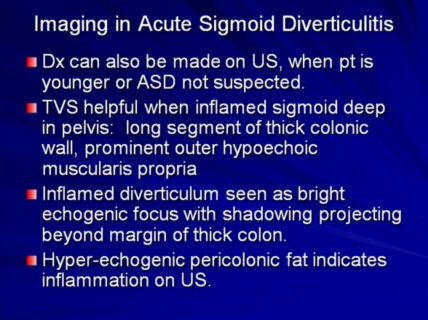 Imaging in Acute Sigmoid Diverticulitis
Dx can also be made on US, when pt is
younger or ASD not suspected.
TVS helpful when inflamed sigmoid deep
in pelvis: long segment of thick colonic
wall, prominent outer hypoechoic
muscularis propria
Inflamed diverticulum seen as bright
echogenic focus with shadowing projecting
beyond margin of thick colon.
Hyper-echogenic pericolonic fat indicates
inflammation on US.